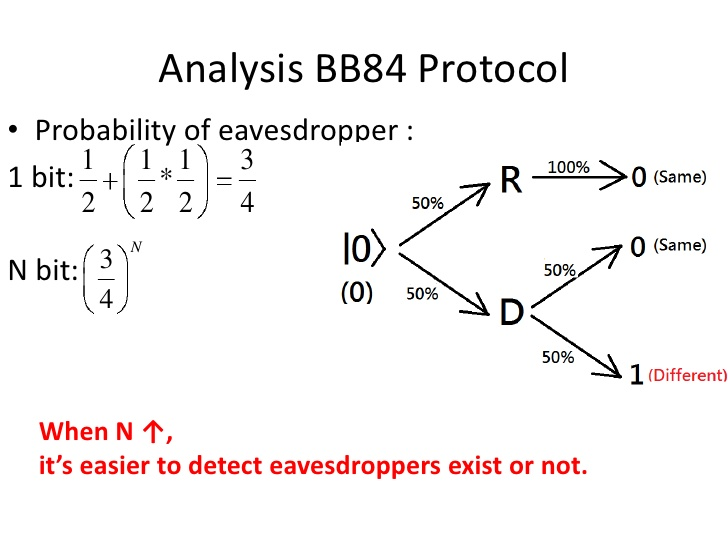 Analysis BB84 Protocol
• Probability of eavesdropper :
1 bit: 1/2 + (1/2 * 1/2) = 3/4
N bit: (3/4)^N
|0⟩
(0)
50%
50%
R
D
100%
50%
50%
0 (Same)
0 (Same)
1 (Different)
When N ↑,
it's easier to detect eavesdroppers exist or not.